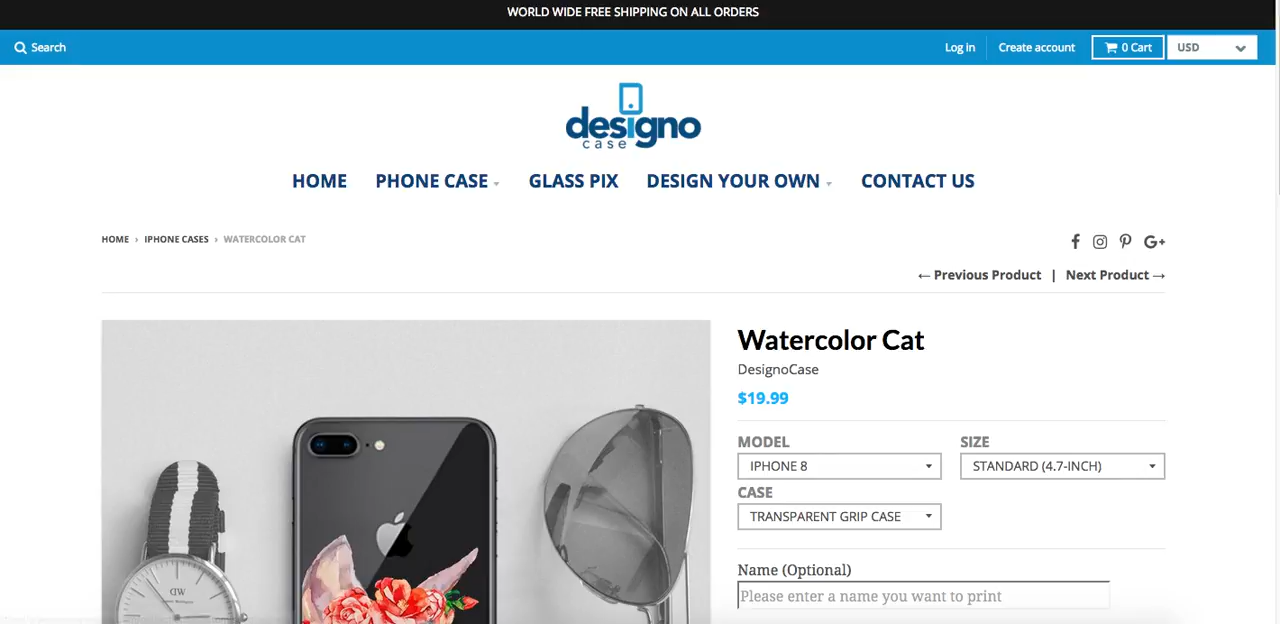 WORLD WIDE FREE SHIPPING ON ALL ORDERS
Search
Log in
Create account
0 Cart
USD
designo
case
HOME
PHONE CASE
GLASS PIX
DESIGN YOUR OWN
CONTACT US
HOME › IPHONE CASES › WATERCOLOR CAT
← Previous Product | Next Product →
Watercolor Cat
DesignoCase
$19.99
MODEL
SIZE
IPHONE 8
STANDARD (4.7-INCH)
CASE
TRANSPARENT GRIP CASE
Name (Optional)
Please enter a name you want to print
DW